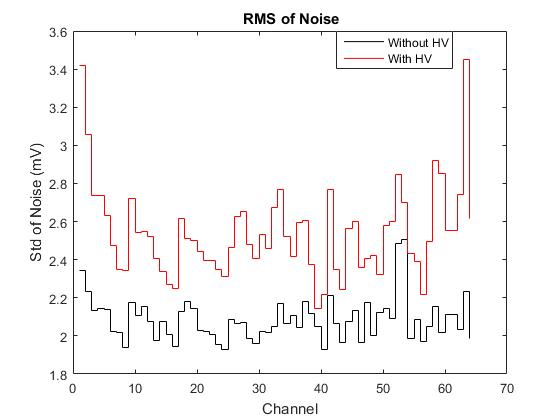 RMS of Noise
Without HV
With HV
Std of Noise (mV)
3.6
3.4
3.2
3
2.8
2.6
2.4
2.2
2
1.8
0 10 20 30 40 50 60 70
Channel